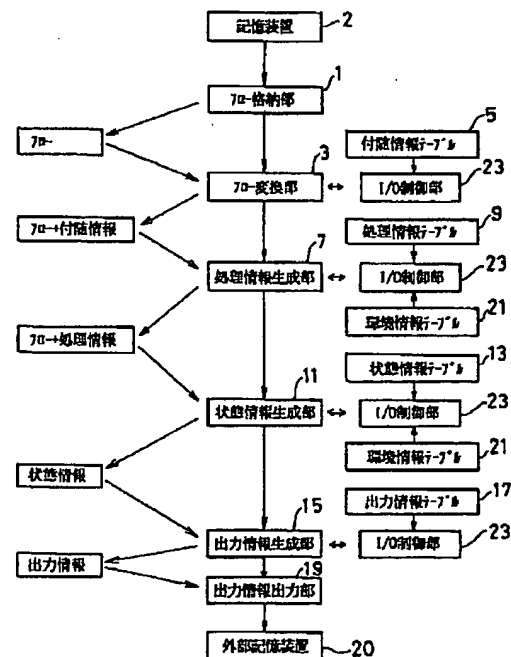 記憶装置
2
1
フロー格納部
フロー
5
付随情報テーブル
3
23
フロー変換部
I/O制御部
フロー+付随情報
9
処理情報テーブル
7
23
処理情報生成部
I/O制御部
21
環境情報テーブル
フロー+処理情報
13
状態情報テーブル
11
23
状態情報生成部
I/O制御部
21
環境情報テーブル
状態情報
17
出力情報テーブル
15
23
出力情報生成部
I/O制御部
出力情報
19
出力情報出力部
外部記憶装置
20